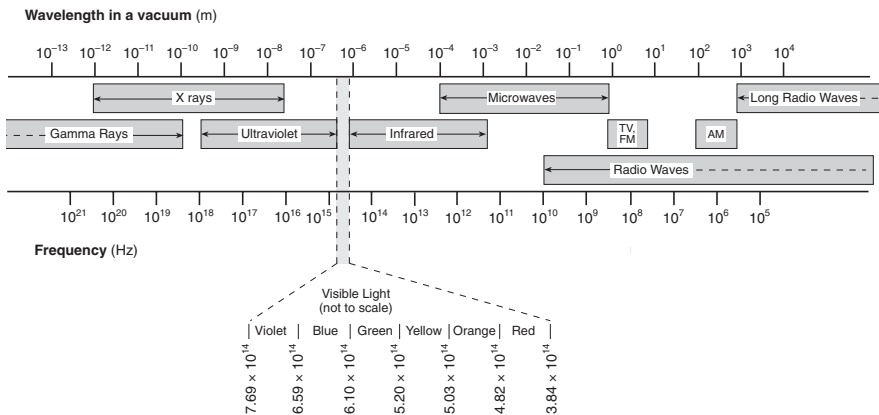 Wavelength in a vacuum (m)
10⁻¹³ 10⁻¹² 10⁻¹¹ 10⁻¹⁰ 10⁻⁹ 10⁻⁸ 10⁻⁷ 10⁻⁶ 10⁻⁵ 10⁻⁴ 10⁻³ 10⁻² 10⁻¹ 10⁰ 10¹ 10² 10³ 10⁴
X rays Microwaves Long Radio Waves
Gamma Rays Ultraviolet Infrared TV, AM
FM
Radio Waves
10²¹ 10²⁰ 10¹⁹ 10¹⁸ 10¹⁷ 10¹⁶ 10¹⁵ 10¹⁴ 10¹³ 10¹² 10¹¹ 10¹⁰ 10⁹ 10⁸ 10⁷ 10⁶ 10⁵
Frequency (Hz)
Visible Light
(not to scale)
Violet Blue Green Yellow Orange Red
7.69 × 10¹⁴
6.59 × 10¹⁴
6.10 × 10¹⁴
5.20 × 10¹⁴
5.03 × 10¹⁴
4.82 × 10¹⁴
3.84 × 10¹⁴